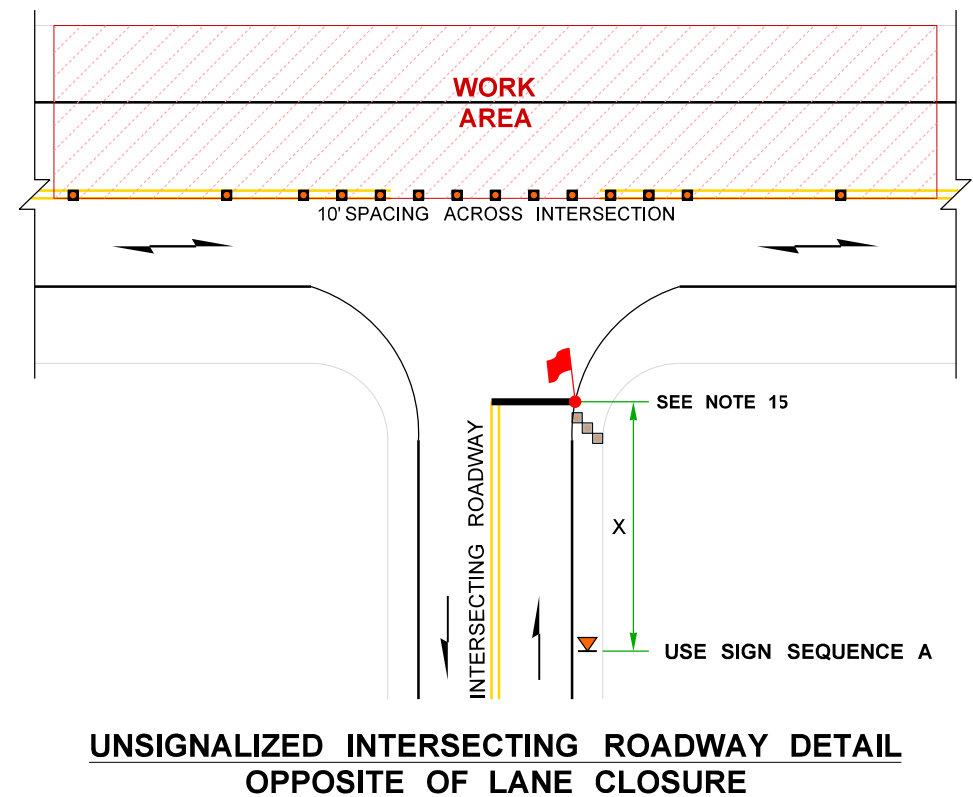 WORK
AREA
10' SPACING ACROSS INTERSECTION
SEE NOTE 15
INTERSECTING ROADWAY
X
USE SIGN SEQUENCE A
UNSIGNALIZED INTERSECTING ROADWAY DETAIL
OPPOSITE OF LANE CLOSURE